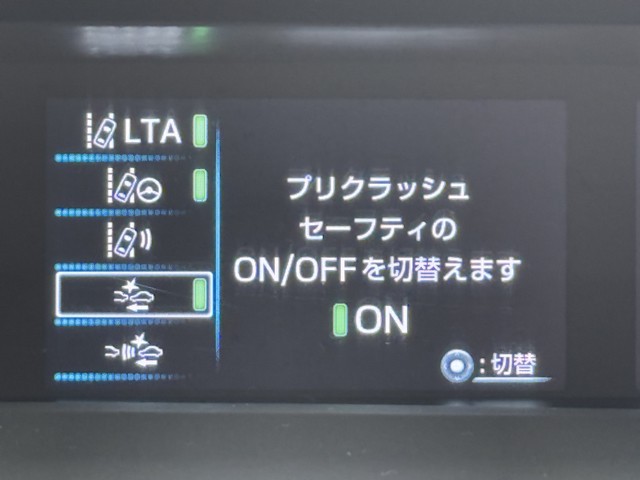 LTA
プリクラッシュ
セーフティの
ON/OFFを切替えます
ON
:切替